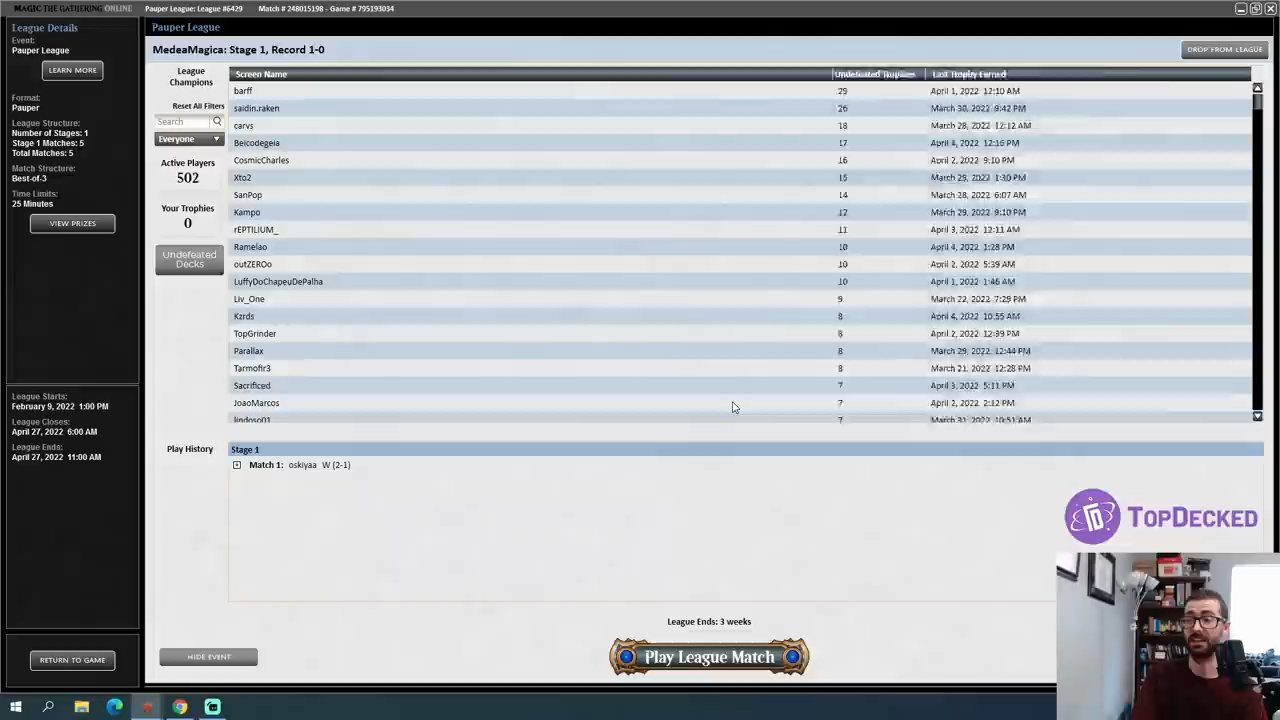 MAGIC THE GATHERING ONLINE
Pauper League: League #6429
Match # 248015198 - Game # 795193034
League Details
Event:
Pauper League
LEARN MORE
Format:
Pauper
League Structure:
Number of Stages: 1
Stage 1 Matches: 5
Total Matches: 5
Match Structure:
Best-of-3
Time Limits:
25 Minutes
VIEW PRIZES
League Starts:
February 9, 2022 1:00 PM
League Closes:
April 27, 2022 6:00 AM
League Ends:
April 27, 2022 11:00 AM
RETURN TO GAME
Pauper League
MedeaMagica: Stage 1, Record 1-0
DROP FROM LEAGUE
League Champions
Reset All Filters
Search
Everyone
Active Players
502
Your Trophies
0
Undefeated Decks
Screen Name Undefeated Trophies Last Trophy Earned
barff 29 April 1, 2022 12:10 AM
saidin.raken 26 March 30, 2022 9:42 PM
carvs 18 March 28, 2022 12:12 AM
Beicodegeia 17 April 4, 2022 12:16 PM
CosmicCharles 16 April 2, 2022 9:10 PM
Xto2 15 March 29, 2022 1:30 PM
SanPop 14 March 28, 2022 6:07 AM
Kampo 12 March 29, 2022 9:10 PM
rEPTILIUM_ 11 April 3, 2022 12:11 AM
Ramelao 10 April 4, 2022 1:28 PM
outZEROo 10 April 2, 2022 5:39 AM
LuffyDoChapeuDePalha 10 April 1, 2022 1:46 AM
Liv_One 9 March 22, 2022 7:29 PM
Kzrds 8 April 4, 2022 10:55 AM
TopGrinder 8 April 2, 2022 12:39 PM
Parallax 8 March 29, 2022 12:44 PM
Tarmofir3 8 March 21, 2022 12:28 PM
Sacrificed 7 April 3, 2022 5:11 PM
JoaoMarcos 7 April 2, 2022 2:12 PM
lindoso01 7 March 31, 2022 10:51 AM
Play History
Stage 1
Match 1: oskiyaa W (2-1)
TOPDECKED
League Ends: 3 weeks
HIDE EVENT
Play League Match